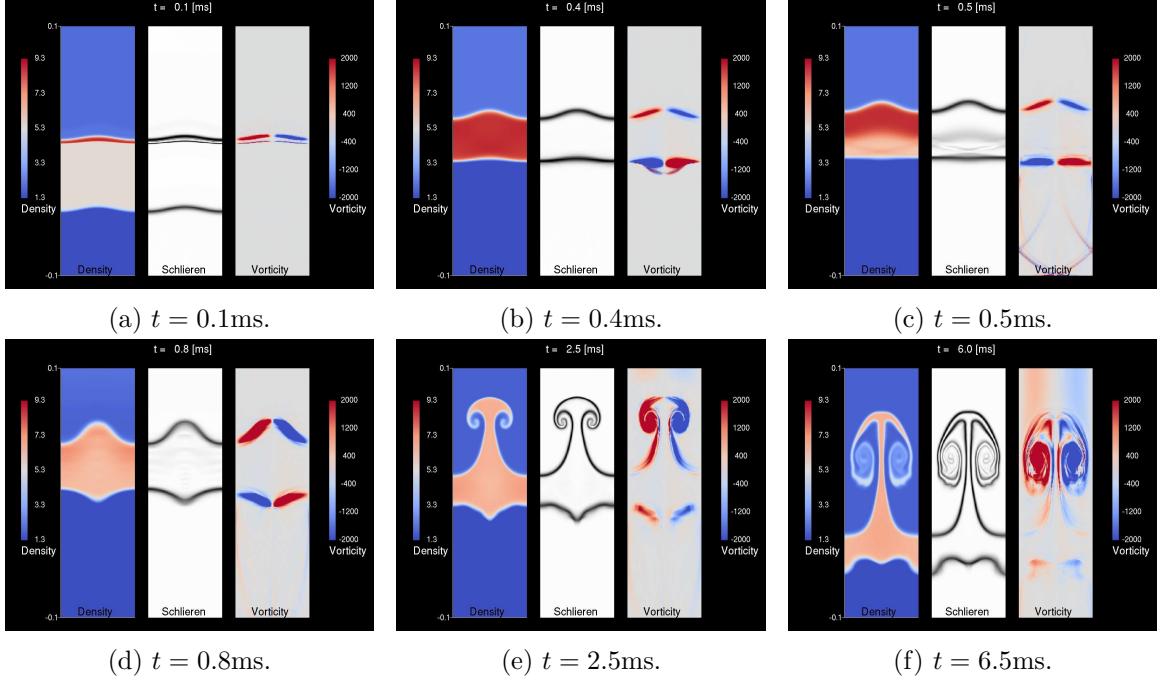 t = 0.1 [ms]
0.1
9.3
7.3
5.3
3.3
1.3
Density
-0.1
2000
1200
400
-400
-1200
-2000
Vorticity
Density
Schlieren
Vorticity
t = 0.4 [ms]
0.1
9.3
7.3
5.3
3.3
1.3
Density
-0.1
2000
1200
400
-400
-1200
-2000
Vorticity
Density
Schlieren
Vorticity
t = 0.5 [ms]
0.1
9.3
7.3
5.3
3.3
1.3
Density
-0.1
2000
1200
400
-400
-1200
-2000
Vorticity
Density
Schlieren
Vorticity
(a) t = 0.1ms.
(b) t = 0.4ms.
(c) t = 0.5ms.
t = 0.8 [ms]
0.1
9.3
7.3
5.3
3.3
1.3
Density
-0.1
2000
1200
400
-400
-1200
-2000
Vorticity
Density
Schlieren
Vorticity
t = 2.5 [ms]
0.1
9.3
7.3
5.3
3.3
1.3
Density
-0.1
2000
1200
400
-400
-1200
-2000
Vorticity
Density
Schlieren
Vorticity
t = 6.0 [ms]
0.1
9.3
7.3
5.3
3.3
1.3
Density
-0.1
2000
1200
400
-400
-1200
-2000
Vorticity
Density
Schlieren
Vorticity
(d) t = 0.8ms.
(e) t = 2.5ms.
(f) t = 6.5ms.